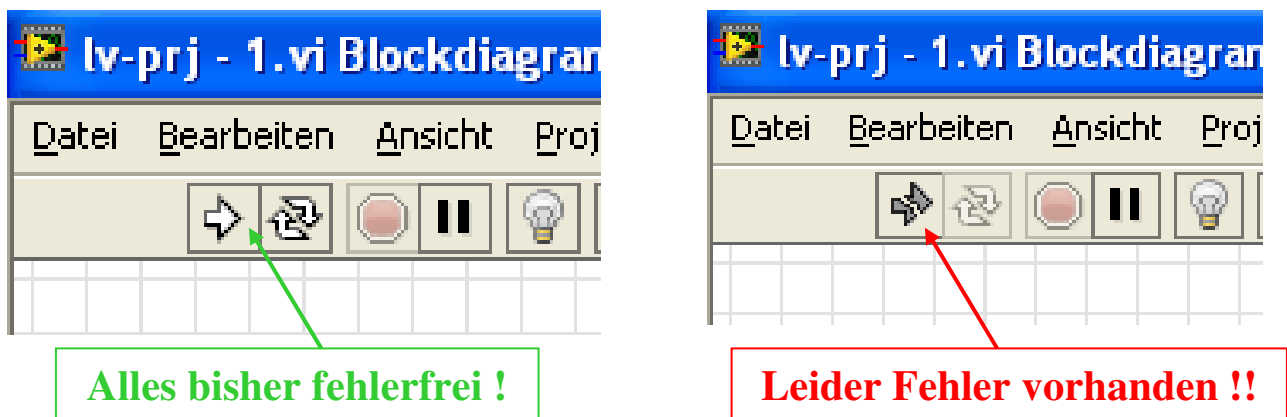 lv-prj - 1.vi Blockdiagran
Datei Bearbeiten Ansicht Proj
Alles bisher fehlerfrei !
lv-prj - 1.vi Blockdiagran
Datei Bearbeiten Ansicht Proj
Leider Fehler vorhanden !!